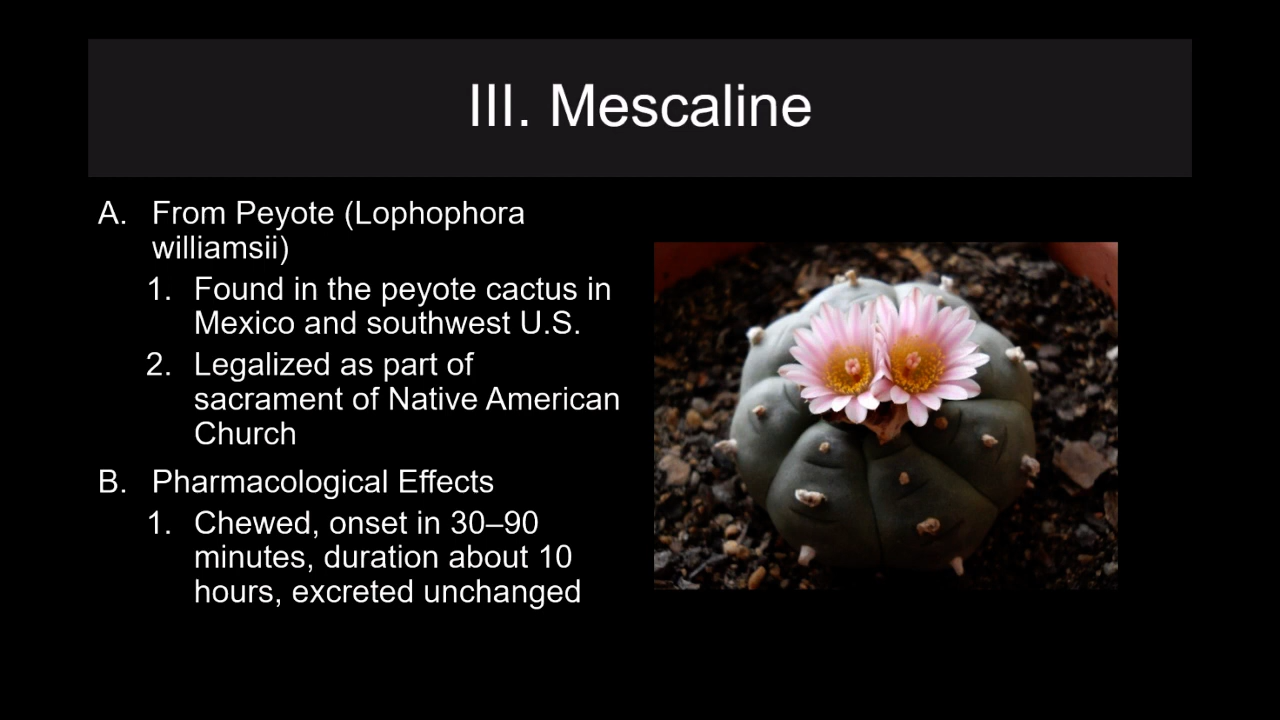 III. Mescaline
A. From Peyote (Lophophora
williamsii)
1. Found in the peyote cactus in
Mexico and southwest U.S.
2. Legalized as part of
sacrament of Native American
Church
B. Pharmacological Effects
1. Chewed, onset in 30–90
minutes, duration about 10
hours, excreted unchanged